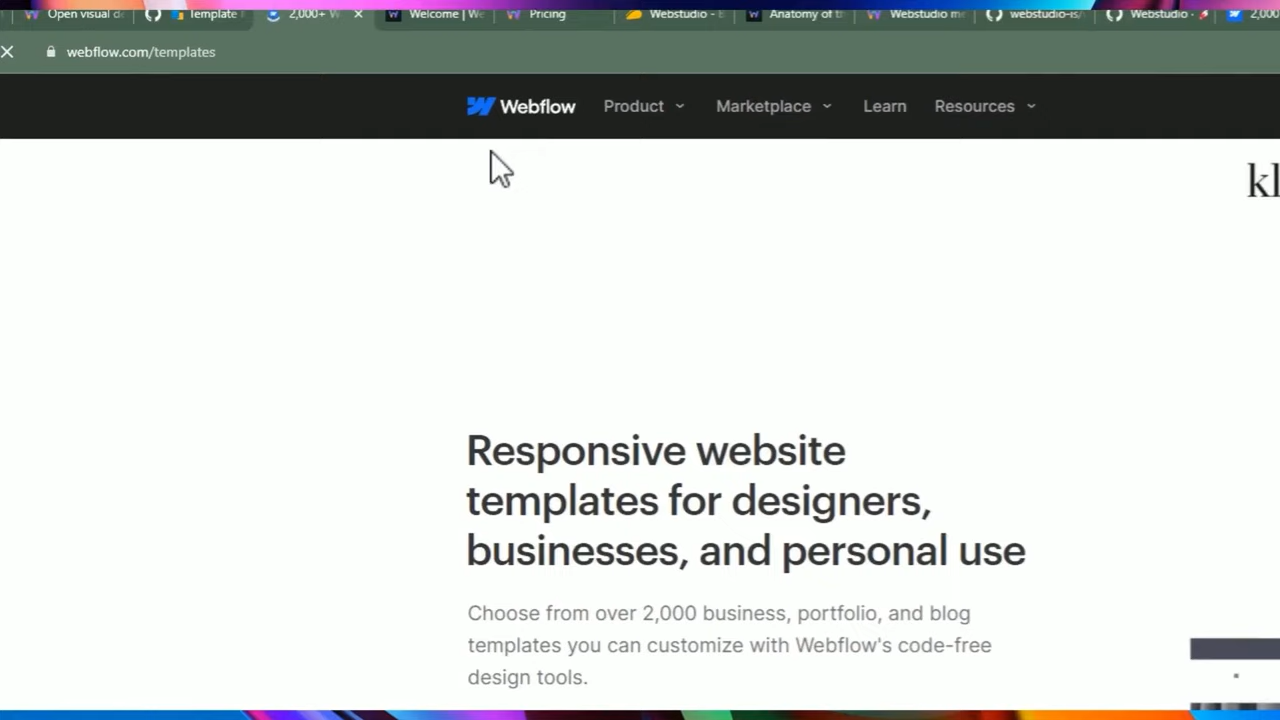 Open visual d
Template
2,000+ W
Welcome | We
Pricing
Webstudio - B
Anatomy of t
Webstudio me
webstudio-is/
Webstudio ·
2,000
webflow.com/templates
Webflow Product Marketplace Learn Resources
kl
Responsive website
templates for designers,
businesses, and personal use
Choose from over 2,000 business, portfolio, and blog
templates you can customize with Webflow's code-free
design tools.